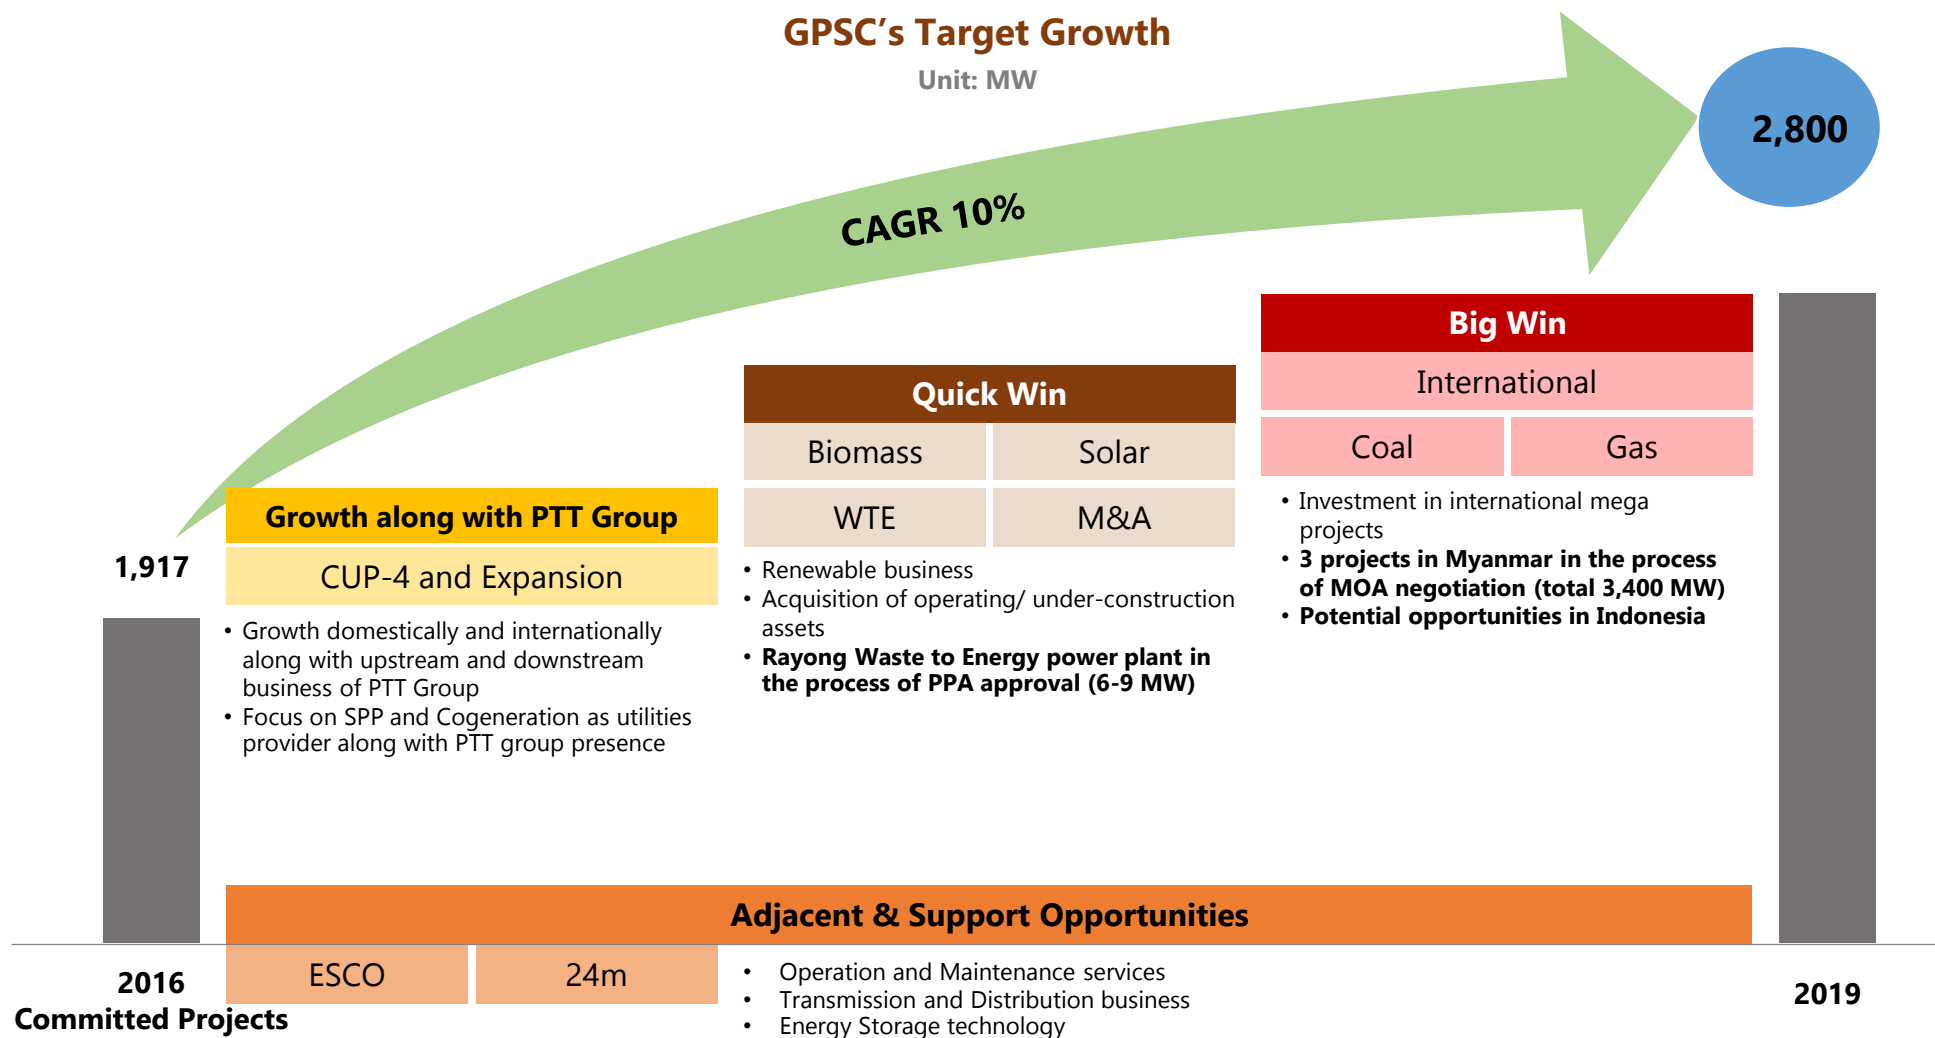 GPSC's Target Growth
Unit: MW
2,800
CAGR 10%
1,917
Growth along with PTT Group
CUP-4 and Expansion
• Growth domestically and internationally
along with upstream and downstream
business of PTT Group
• Focus on SPP and Cogeneration as utilities
provider along with PTT group presence
Quick Win
Biomass
Solar
WTE
M&A
• Renewable business
• Acquisition of operating/ under-construction
assets
• Rayong Waste to Energy power plant in
the process of PPA approval (6-9 MW)
Big Win
International
Coal
Gas
• Investment in international mega
projects
• 3 projects in Myanmar in the process
of MOA negotiation (total 3,400 MW)
• Potential opportunities in Indonesia
Adjacent & Support Opportunities
ESCO
24m
• Operation and Maintenance services
• Transmission and Distribution business
• Energy Storage technology
2016
Committed Projects
2019